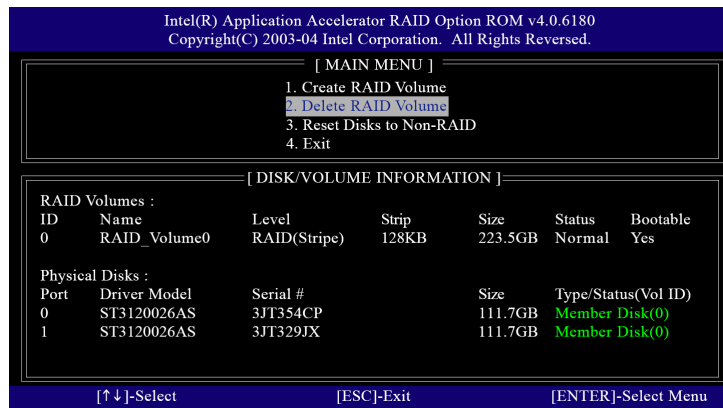 Intel(R) Application Accelerator RAID Option ROM v4.0.6180
Copyright(C) 2003-04 Intel Corporation. All Rights Reversed.
[ MAIN MENU ]
1. Create RAID Volume
2. Delete RAID Volume
3. Reset Disks to Non-RAID
4. Exit
[ DISK/VOLUME INFORMATION ]
RAID Volumes :
ID Name Level Strip Size Status Bootable
0 RAID_Volume0 RAID(Stripe) 128KB 223.5GB Normal Yes
Physical Disks :
Port Driver Model Serial # Size Type/Status(Vol ID)
0 ST3120026AS 3JT354CP 111.7GB Member Disk(0)
1 ST3120026AS 3JT329JX 111.7GB Member Disk(0)
[↑↓]-Select [ESC]-Exit [ENTER]-Select Menu